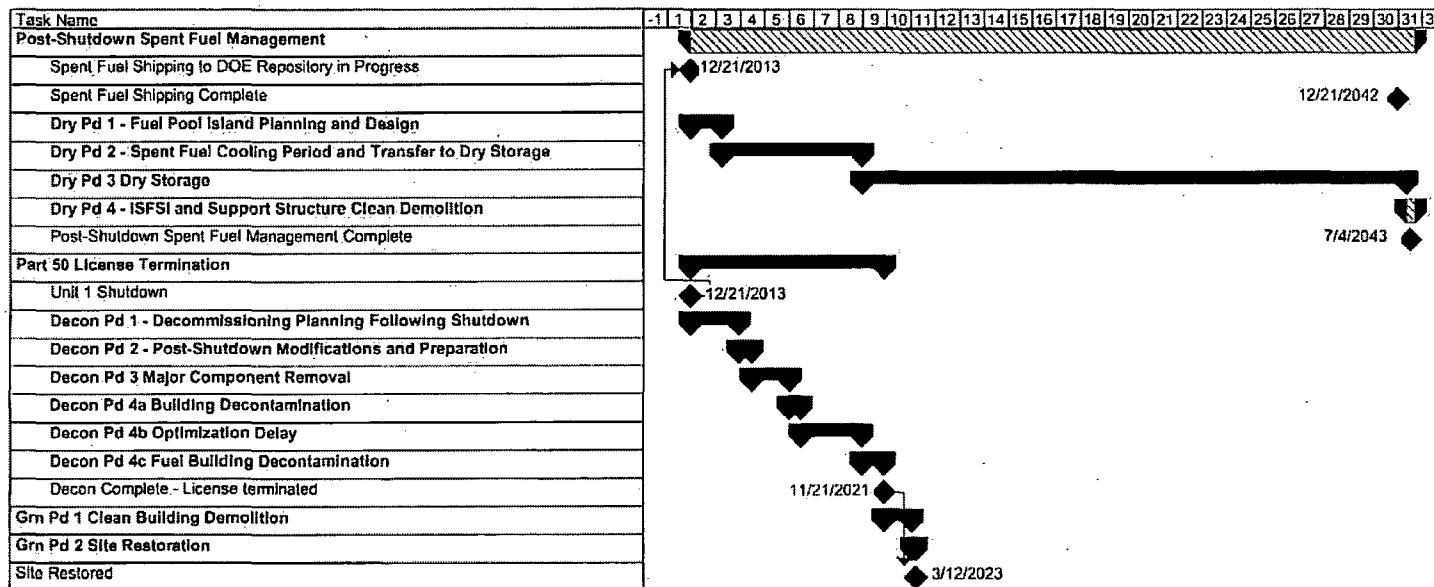 Task Name -1 1 2 3 4 5 6 7 8 9 10 11 12 13 14 15 16 17 18 19 20 21 22 23 24 25 26 27 28 29 30 31 3
Post-Shutdown Spent Fuel Management
Spent Fuel Shipping to DOE Repository in Progress 12/21/2013
Spent Fuel Shipping Complete 12/21/2042
Dry Pd 1 - Fuel Pool Island Planning and Design
Dry Pd 2 - Spent Fuel Cooling Period and Transfer to Dry Storage
Dry Pd 3 Dry Storage
Dry Pd 4 - ISFSI and Support Structure Clean Demolition
Post-Shutdown Spent Fuel Management Complete 7/4/2043
Part 50 License Termination
Unit 1 Shutdown 12/21/2013
Decon Pd 1 - Decommissioning Planning Following Shutdown
Decon Pd 2 - Post-Shutdown Modifications and Preparation
Decon Pd 3 Major Component Removal
Decon Pd 4a Building Decontamination
Decon Pd 4b Optimization Delay
Decon Pd 4c Fuel Building Decontamination
Decon Complete - License terminated 11/21/2021
Grn Pd 1 Clean Building Demolition
Grn Pd 2 Site Restoration
Site Restored 3/12/2023